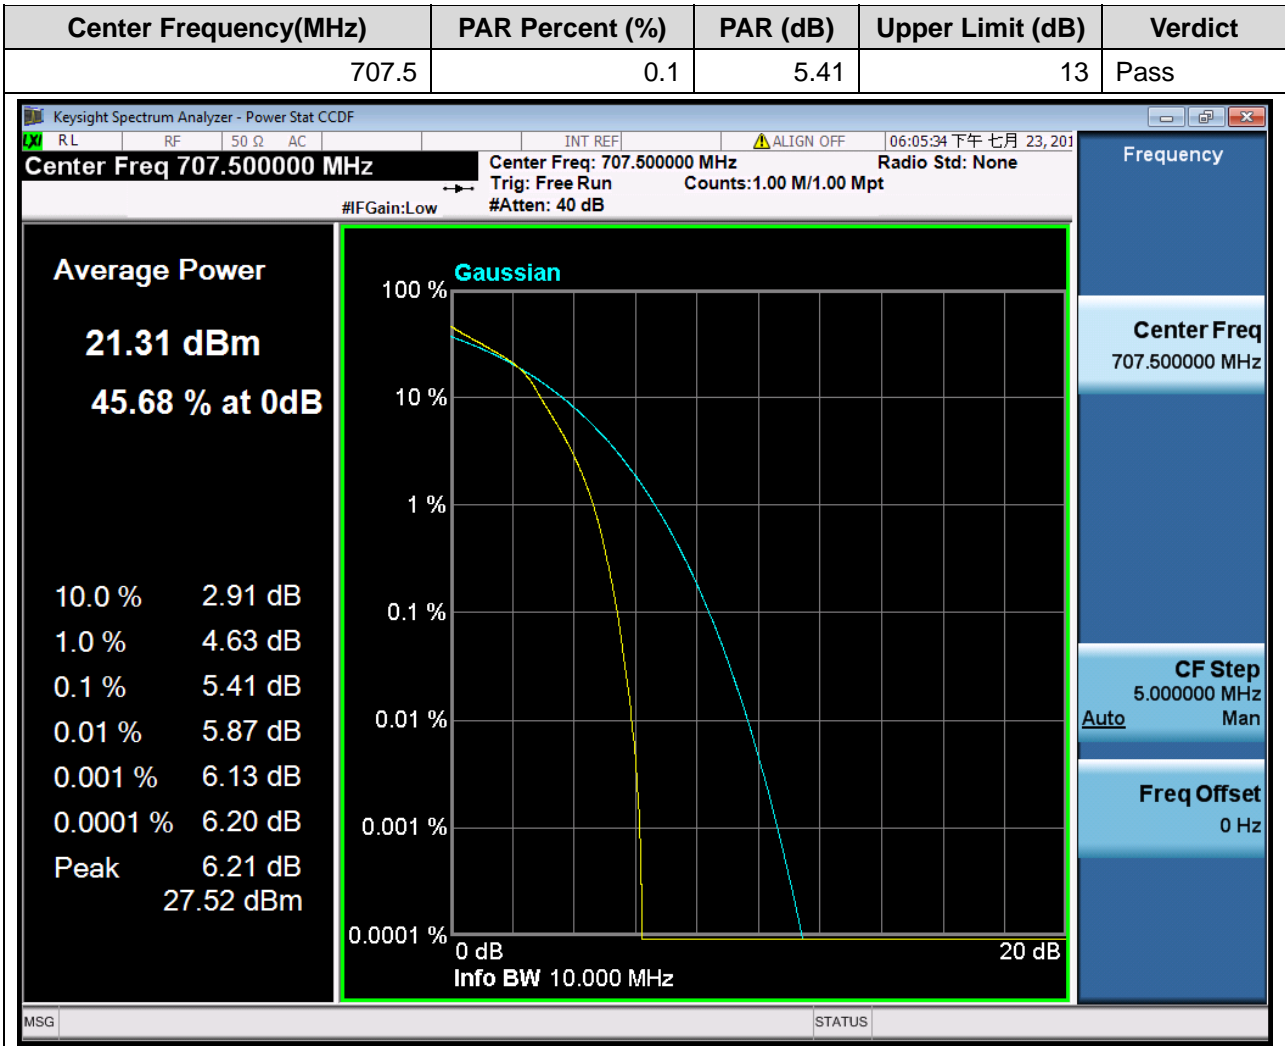 Center Frequency(MHz) PAR Percent (%) PAR (dB) Upper Limit (dB) Verdict
707.5 0.1 5.41 13 Pass
Keysight Spectrum Analyzer - Power Stat CCDF
LXI RL RF 50 Ω AC INT REF ALIGN OFF 06:05:34 下午 七月 23, 201
Center Freq 707.500000 MHz
Center Freq: 707.500000 MHz Radio Std: None
Trig: Free Run Counts:1.00 M/1.00 Mpt
#IFGain:Low #Atten: 40 dB
Frequency
Average Power
21.31 dBm
45.68 % at 0dB
10.0 % 2.91 dB
1.0 % 4.63 dB
0.1 % 5.41 dB
0.01 % 5.87 dB
0.001 % 6.13 dB
0.0001 % 6.20 dB
Peak 6.21 dB
27.52 dBm
Gaussian
100 %
10 %
1 %
0.1 %
0.01 %
0.001 %
0.0001 %
0 dB 20 dB
Info BW 10.000 MHz
Center Freq
707.500000 MHz
CF Step
5.000000 MHz
Auto Man
Freq Offset
0 Hz
MSG STATUS